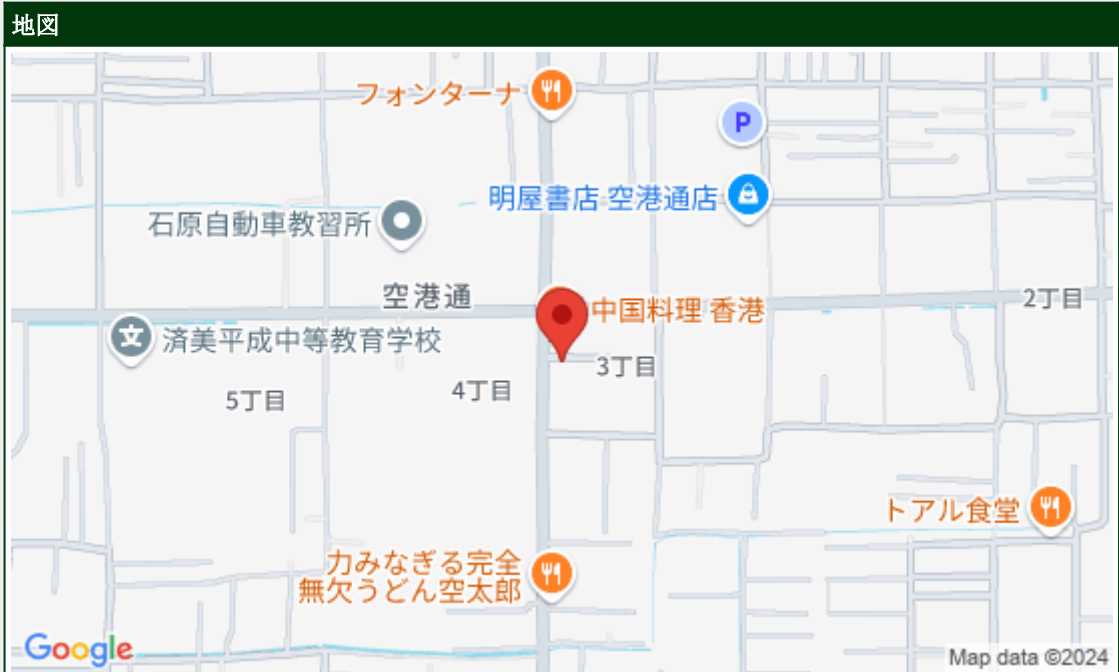 地図
フォンターナ
P
明屋書店 空港通店
石原自動車教習所
空港通
中国料理 香港
2丁目
文
済美平成中等教育学校
3丁目
4丁目
5丁目
トアル食堂
力みなぎる完全
無欠うどん空太郎
Google
Map data ©2024